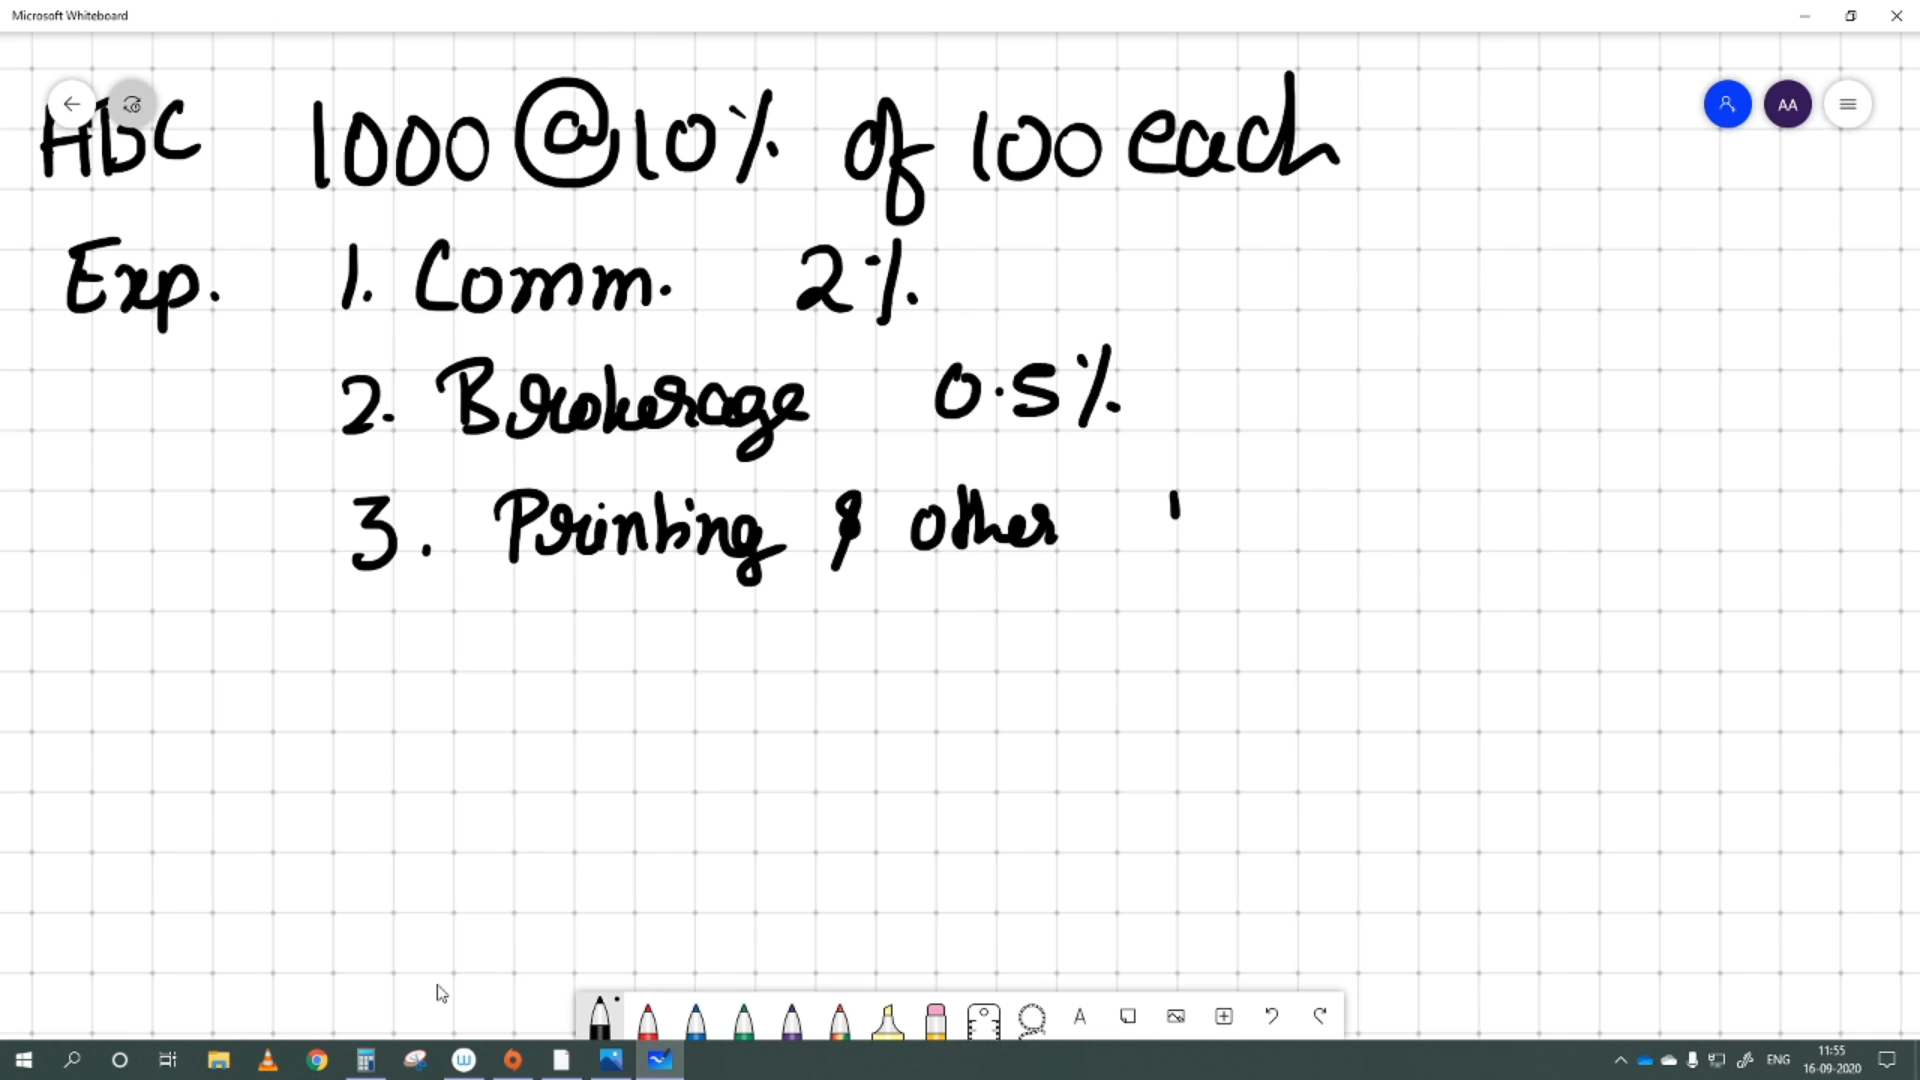 Microsoft Whiteboard
AA
ABC 1000 @ 10% of 100 each
Exp. 1. Comm. 2%
2. Brokerage 0.5%
3. Printing & other
A
ENG
11:55
16-09-2020